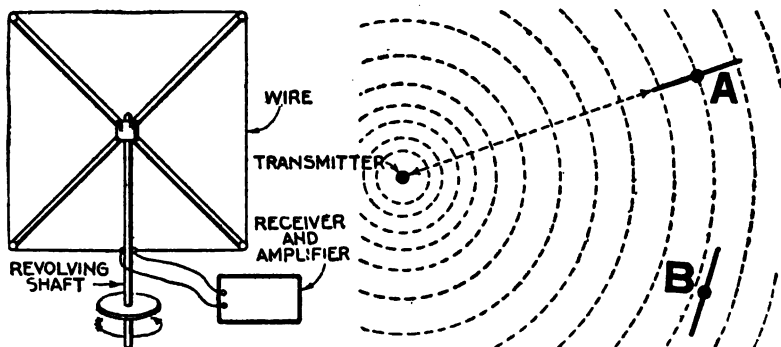 WIRE
TRANSMITTER
RECEIVER
AND
AMPLIFIER
REVOLVING
SHAFT
A
B